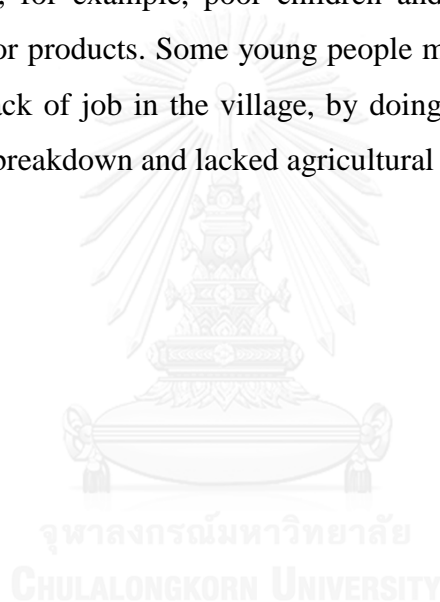 , for example, poor children and
or products. Some young people m
ack of job in the village, by doing
breakdown and lacked agricultural
จุฬาลงกรณ์มหาวิทยาลัย
CHULALONGKORN UNIVERSITY